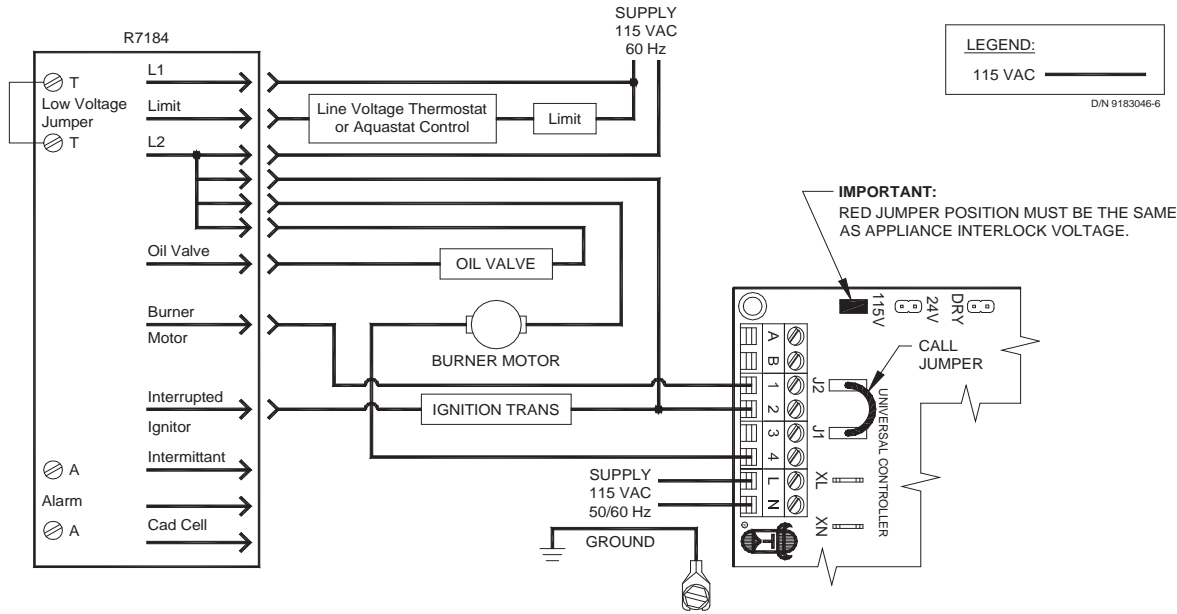 SUPPLY
115 VAC
60 Hz
R7184
LEGEND:
115 VAC
D/N 9183046-6
T
Low Voltage
Jumper
T
L1
Limit
L2
Line Voltage Thermostat
or Aquastat Control
Limit
IMPORTANT:
RED JUMPER POSITION MUST BE THE SAME
AS APPLIANCE INTERLOCK VOLTAGE.
Oil Valve
OIL VALVE
115V
24V
DRY
Burner
Motor
BURNER MOTOR
CALL
JUMPER
A
B
1
2
3
4
L
N
J2
J1
UNIVERSAL CONTROLLER
XL
XN
Interrupted
Ignitor
IGNITION TRANS
Intermittant
A
Alarm
A
Cad Cell
SUPPLY
115 VAC
50/60 Hz
GROUND
T